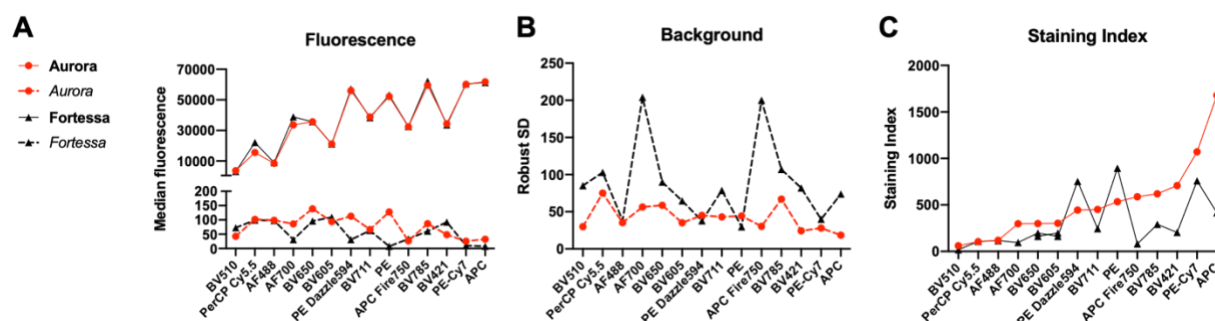 A
Aurora
Aurora
Fortessa
Fortessa
Fluorescence
Median fluorescence
70000
50000
30000
10000
200
150
100
50
0
BV510
PerCP Cy5.5
AF488
AF700
BV650
BV605
PE Dazzle594
BV711
PE
APC Fire750
BV785
BV421
PE-Cy7
APC
B
Background
Robust SD
250
200
150
100
50
0
BV510
PerCP Cy5.5
AF488
AF700
BV650
BV605
PE Dazzle594
BV711
PE
APC Fire750
BV785
BV421
PE-Cy7
APC
C
Staining Index
Staining Index
2000
1500
1000
500
0
BV510
PerCP Cy5.5
AF488
AF700
BV650
BV605
PE Dazzle594
BV711
PE
APC Fire750
BV785
BV421
PE-Cy7
APC